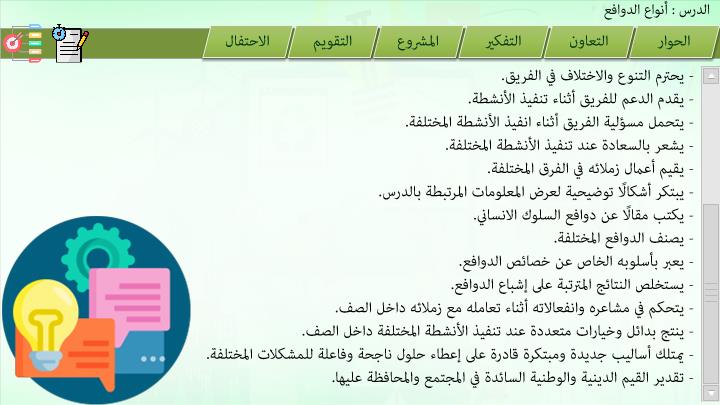 الدرس : أنواع الدوافع
الحوار
التعاون
التفكير
المشروع
التقويم
الاحتفال
- يحترم التنوع والاختلاف في الفريق.
- يقدم الدعم للفريق أثناء تنفيذ الأنشطة.
- يتحمل مسؤلية الفريق أثناء انفيذ الأنشطة المختلفة.
- يشعر بالسعادة عند تنفيذ الأنشطة المختلفة.
- يقيم أعمال زملائه في الفرق المختلفة.
- يبتكر أشكالًا توضيحية لعرض المعلومات المرتبطة بالدرس.
- يكتب مقالًا عن دوافع السلوك الانساني.
- يصنف الدوافع المختلفة.
- يعبر بأسلوبه الخاص عن خصائص الدوافع.
- يستخلص النتائج المترتبة على إشباع الدوافع.
- يتحكم في مشاعره وانفعالاته أثناء تعامله مع زملائه داخل الصف.
- ينتج بدائل وخيارات متعددة عند تنفيذ الأنشطة المختلفة داخل الصف.
- يمتلك أساليب جديدة ومبتكرة قادرة على إعطاء حلول ناجحة وفاعلة للمشكلات المختلفة.
- تقدير القيم الدينية والوطنية السائدة في المجتمع والمحافظة عليها.